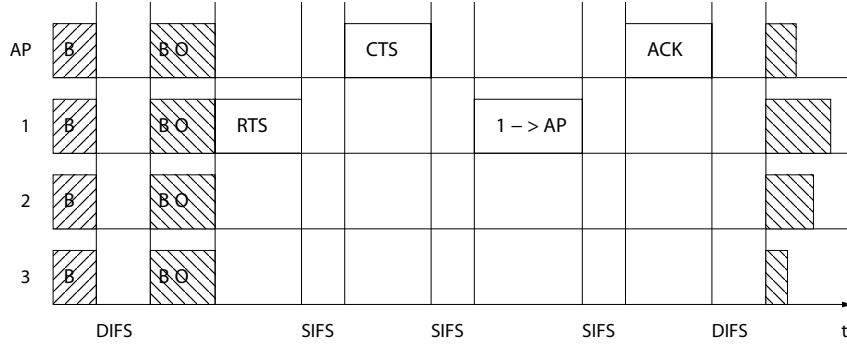 AP B B O CTS ACK
1 B B O RTS 1 − > AP
2 B B O
3 B B O
DIFS SIFS SIFS SIFS DIFS t